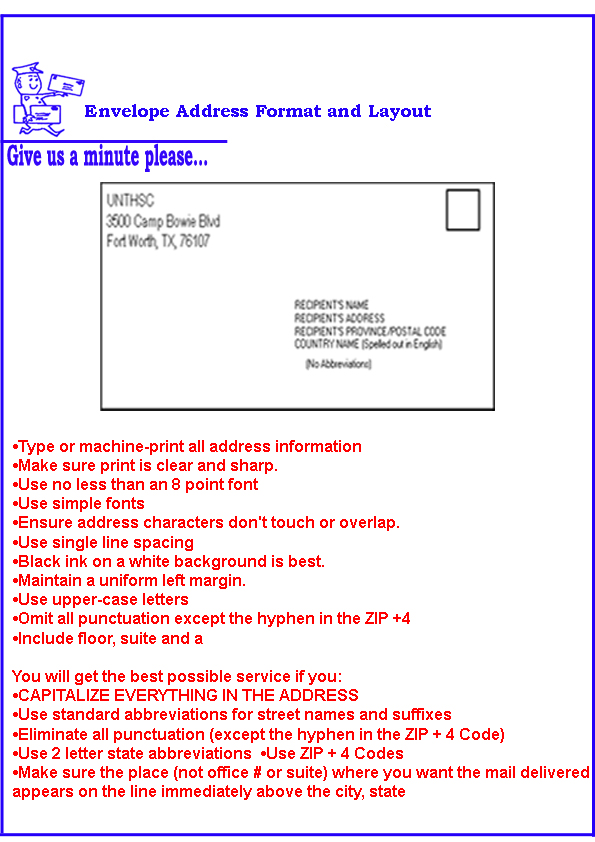 Envelope Address Format and Layout
Give us a minute please...
UNTHSC
3500 Camp Bowie Blvd
Fort Worth, TX, 76107
RECIPIENT'S NAME
RECIPIENT'S ADDRESS
RECIPIENT'S PROVINCE/POSTAL CODE
COUNTRY NAME (Spelled out in English)
(No Abbreviations)
•Type or machine-print all address information
•Make sure print is clear and sharp.
•Use no less than an 8 point font
•Use simple fonts
•Ensure address characters don't touch or overlap.
•Use single line spacing
•Black ink on a white background is best.
•Maintain a uniform left margin.
•Use upper-case letters
•Omit all punctuation except the hyphen in the ZIP +4
•Include floor, suite and a
You will get the best possible service if you:
•CAPITALIZE EVERYTHING IN THE ADDRESS
•Use standard abbreviations for street names and suffixes
•Eliminate all punctuation (except the hyphen in the ZIP + 4 Code)
•Use 2 letter state abbreviations •Use ZIP + 4 Codes
•Make sure the place (not office # or suite) where you want the mail delivered
appears on the line immediately above the city, state